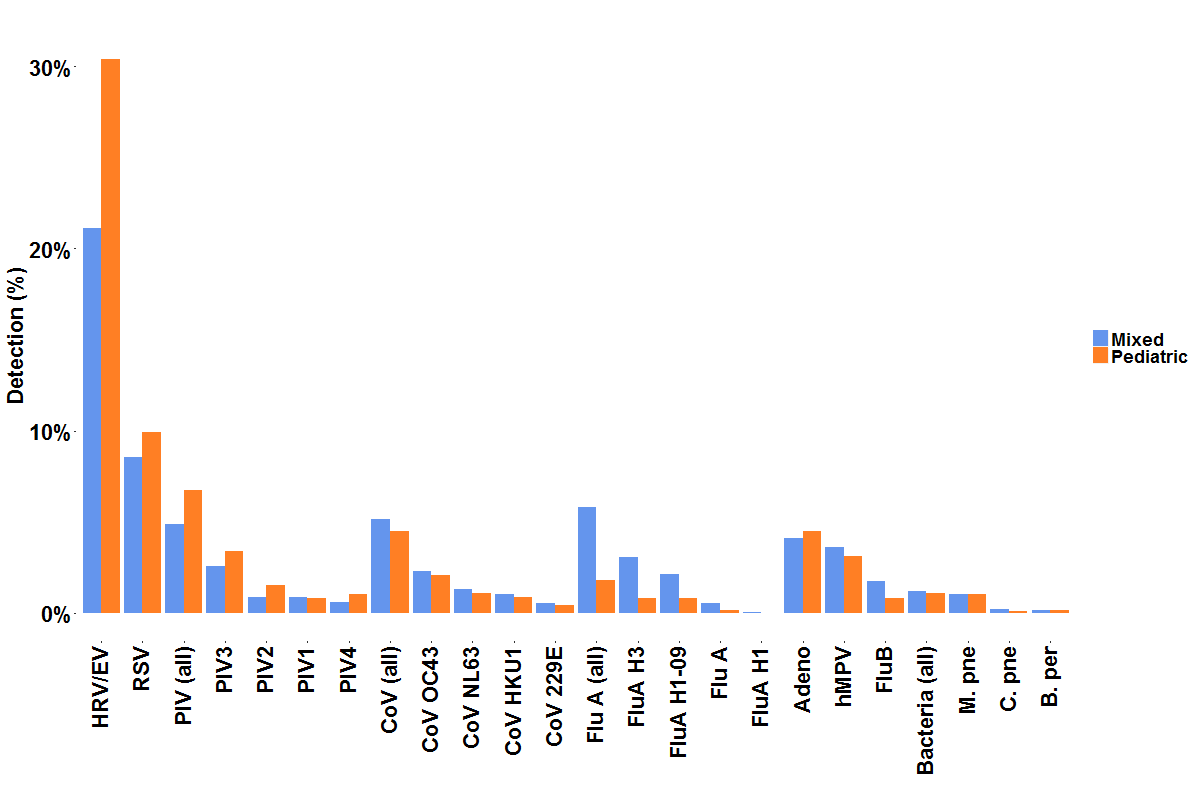 30%
20%
10%
0%
Detection (%)
HRV/EV
RSV
PIV (all)
PIV3
PIV2
PIV1
PIV4
CoV (all)
CoV OC43
CoV NL63
CoV HKU1
CoV 229E
Flu A (all)
FluA H3
FluA H1-09
Flu A
FluA H1
Adeno
hMPV
FluB
Bacteria (all)
M. pne
C. pne
B. per
Mixed
Pediatric